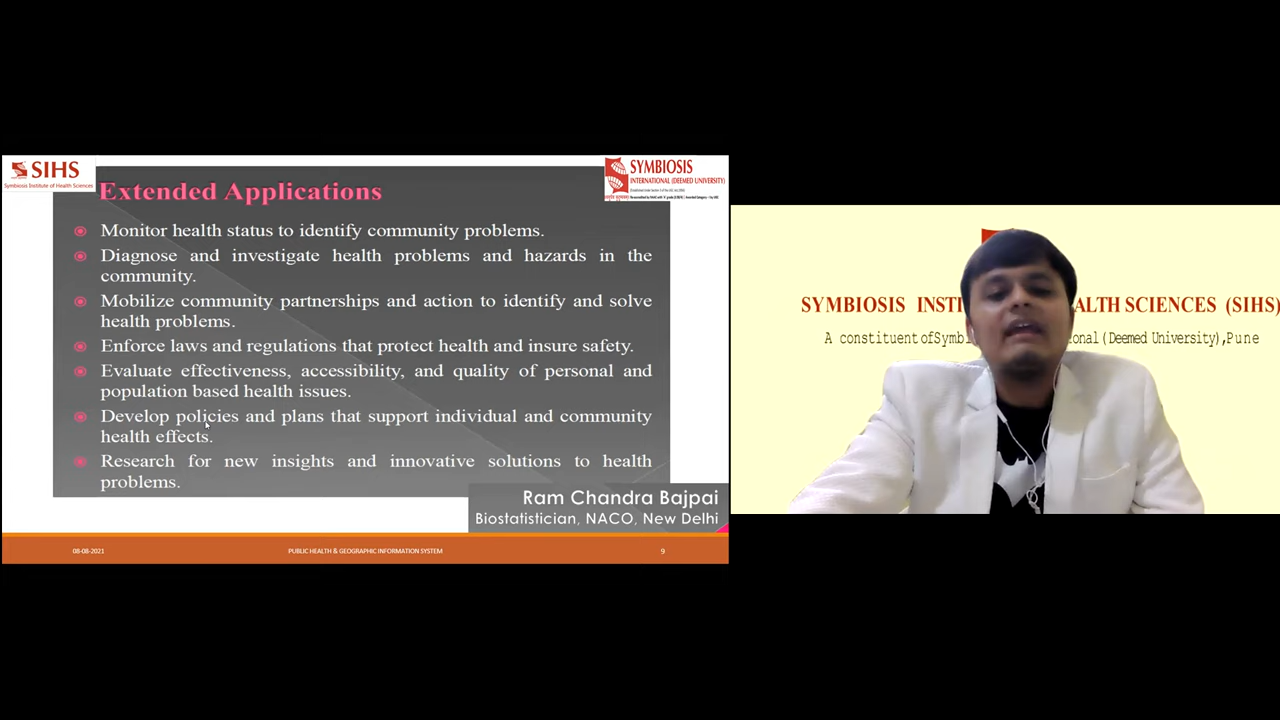 SIHS
Symbiosis Institute of Health Sciences
SYMBIOSIS
INTERNATIONAL (DEEMED UNIVERSITY)
Extended Applications
Monitor health status to identify community problems.
Diagnose and investigate health problems and hazards in the
community.
Mobilize community partnerships and action to identify and solve
health problems.
Enforce laws and regulations that protect health and insure safety.
Evaluate effectiveness, accessibility, and quality of personal and
population based health issues.
Develop policies and plans that support individual and community
health effects.
Research for new insights and innovative solutions to health
problems.
Ram Chandra Bajpai
Biostatistician, NACO, New Delhi
08-08-2021 PUBLIC HEALTH & GEOGRAPHIC INFORMATION SYSTEM 9
SYMBIOSIS INST ALTH SCIENCES (SIHS)
A constituent of Symb onal (Deemed University), Pune